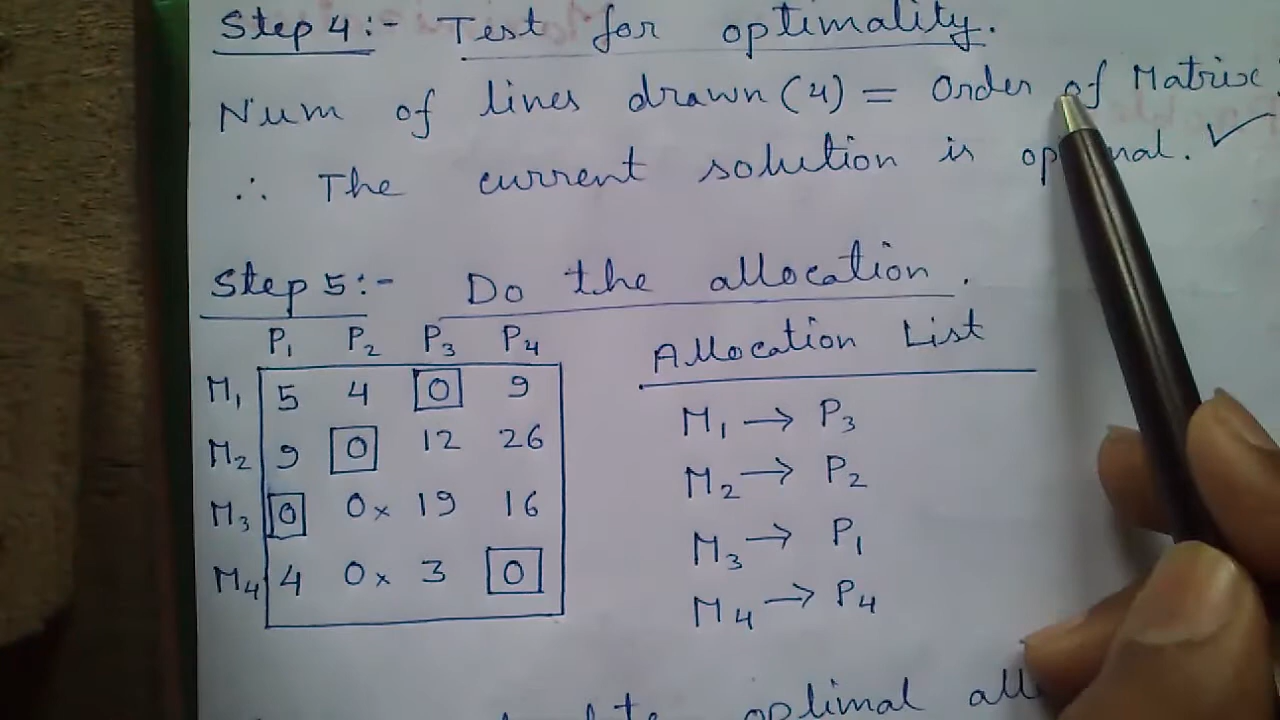 Step 4:- Test for optimality.
Num of lines drawn (4) = Order of Matrix
∴ The current solution is optimal. ✓
Step 5:- Do the allocation.
P1 P2 P3 P4
M1 5 4 0 9
M2 9 0 12 26
M3 0 0x 19 16
M4 4 0x 3 0
Allocation List
M1 → P3
M2 → P2
M3 → P1
M4 → P4
optimal